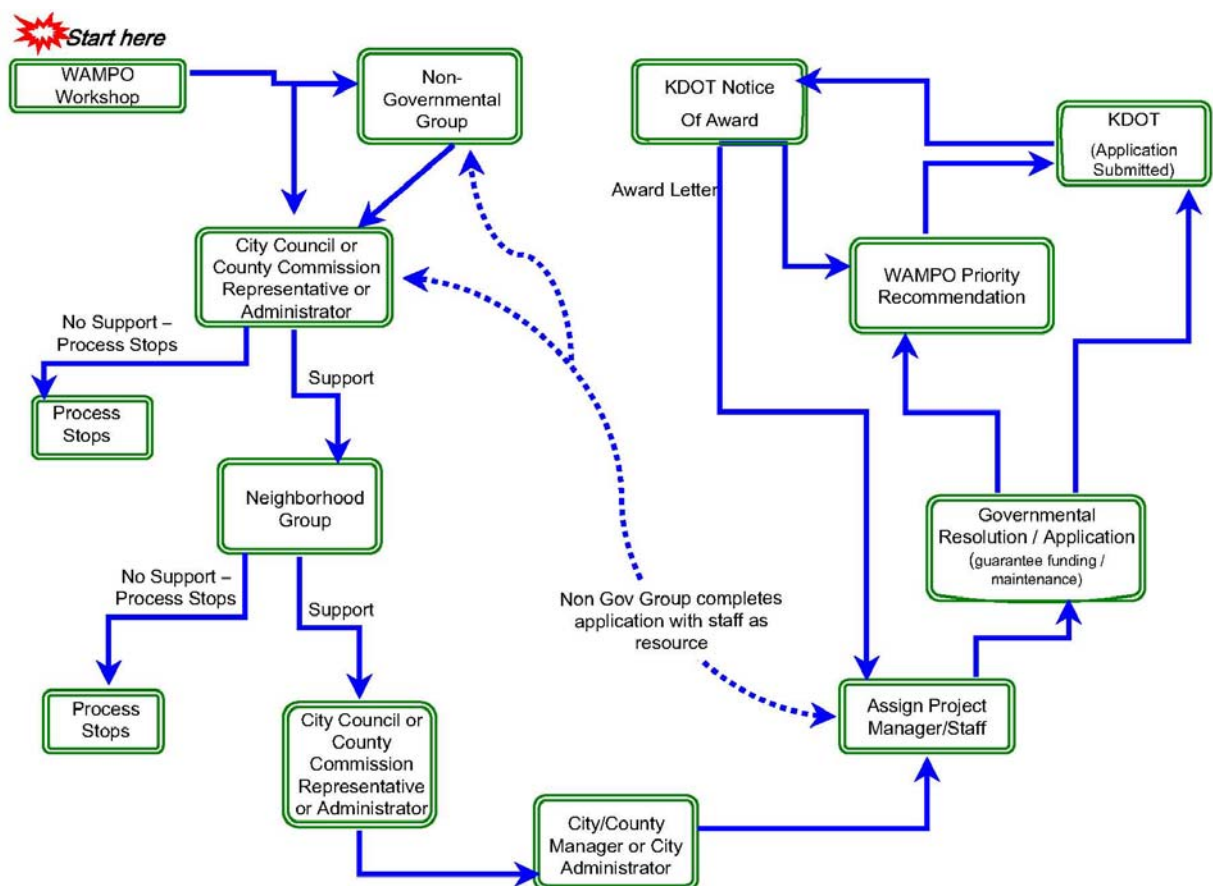 Start here
WAMPO
Workshop
Non-
Governmental
Group
City Council or
County Commission
Representative or
Administrator
No Support –
Process Stops
Process
Stops
Support
Neighborhood
Group
No Support –
Process Stops
Process
Stops
Support
City Council or
County
Commission
Representative
or Administrator
City/County
Manager or City
Administrator
Non Gov Group completes
application with staff as
resource
Assign Project
Manager/Staff
Governmental
Resolution / Application
(guarantee funding /
maintenance)
WAMPO Priority
Recommendation
KDOT
(Application
Submitted)
KDOT Notice
Of Award
Award Letter